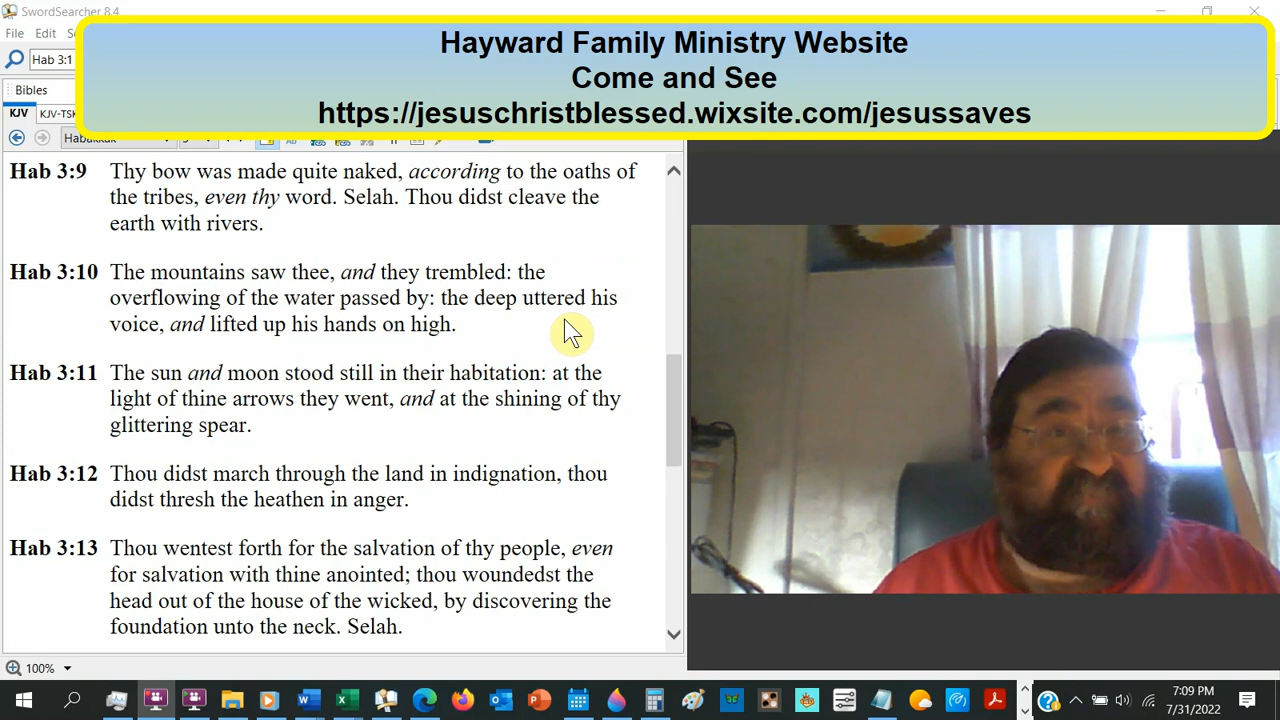 SwordSearcher 8.4
File Edit
Hayward Family Ministry Website
Come and See
https://jesuschristblessed.wixsite.com/jesussaves
Hab 3:1
Bibles
KJV KJV-TSK
Habakkuk
Hab 3:9 Thy bow was made quite naked, according to the oaths of
the tribes, even thy word. Selah. Thou didst cleave the
earth with rivers.
Hab 3:10 The mountains saw thee, and they trembled: the
overflowing of the water passed by: the deep uttered his
voice, and lifted up his hands on high.
Hab 3:11 The sun and moon stood still in their habitation: at the
light of thine arrows they went, and at the shining of thy
glittering spear.
Hab 3:12 Thou didst march through the land in indignation, thou
didst thresh the heathen in anger.
Hab 3:13 Thou wentest forth for the salvation of thy people, even
for salvation with thine anointed; thou woundedst the
head out of the house of the wicked, by discovering the
foundation unto the neck. Selah.
100%
7:09 PM
7/31/2022